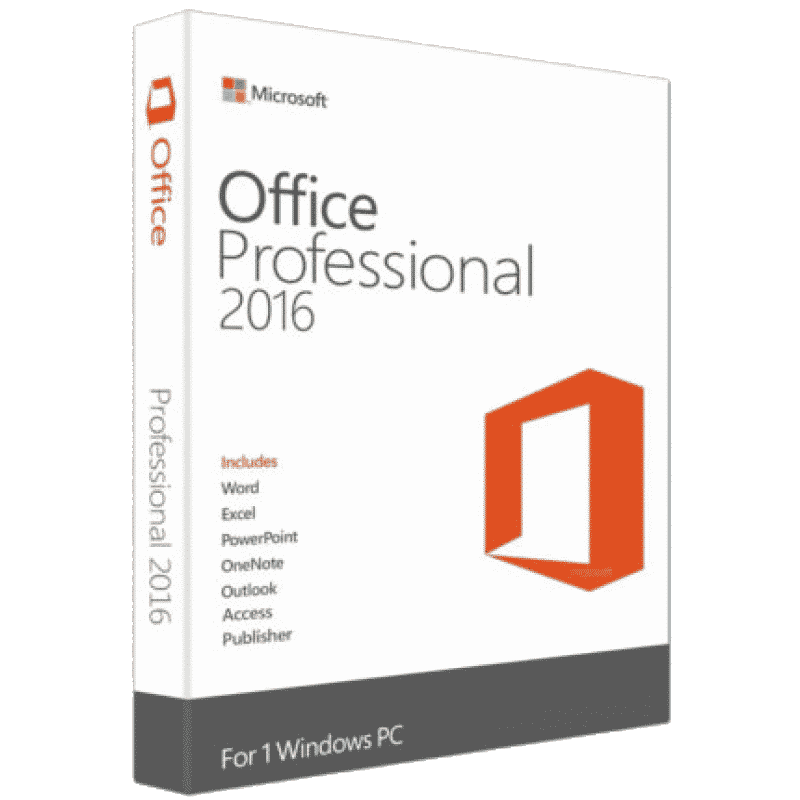 Microsoft
Office
Professional
2016
Includes
Word
Excel
PowerPoint
OneNote
Outlook
Access
Publisher
For 1 Windows PC
Office
Professional 2016